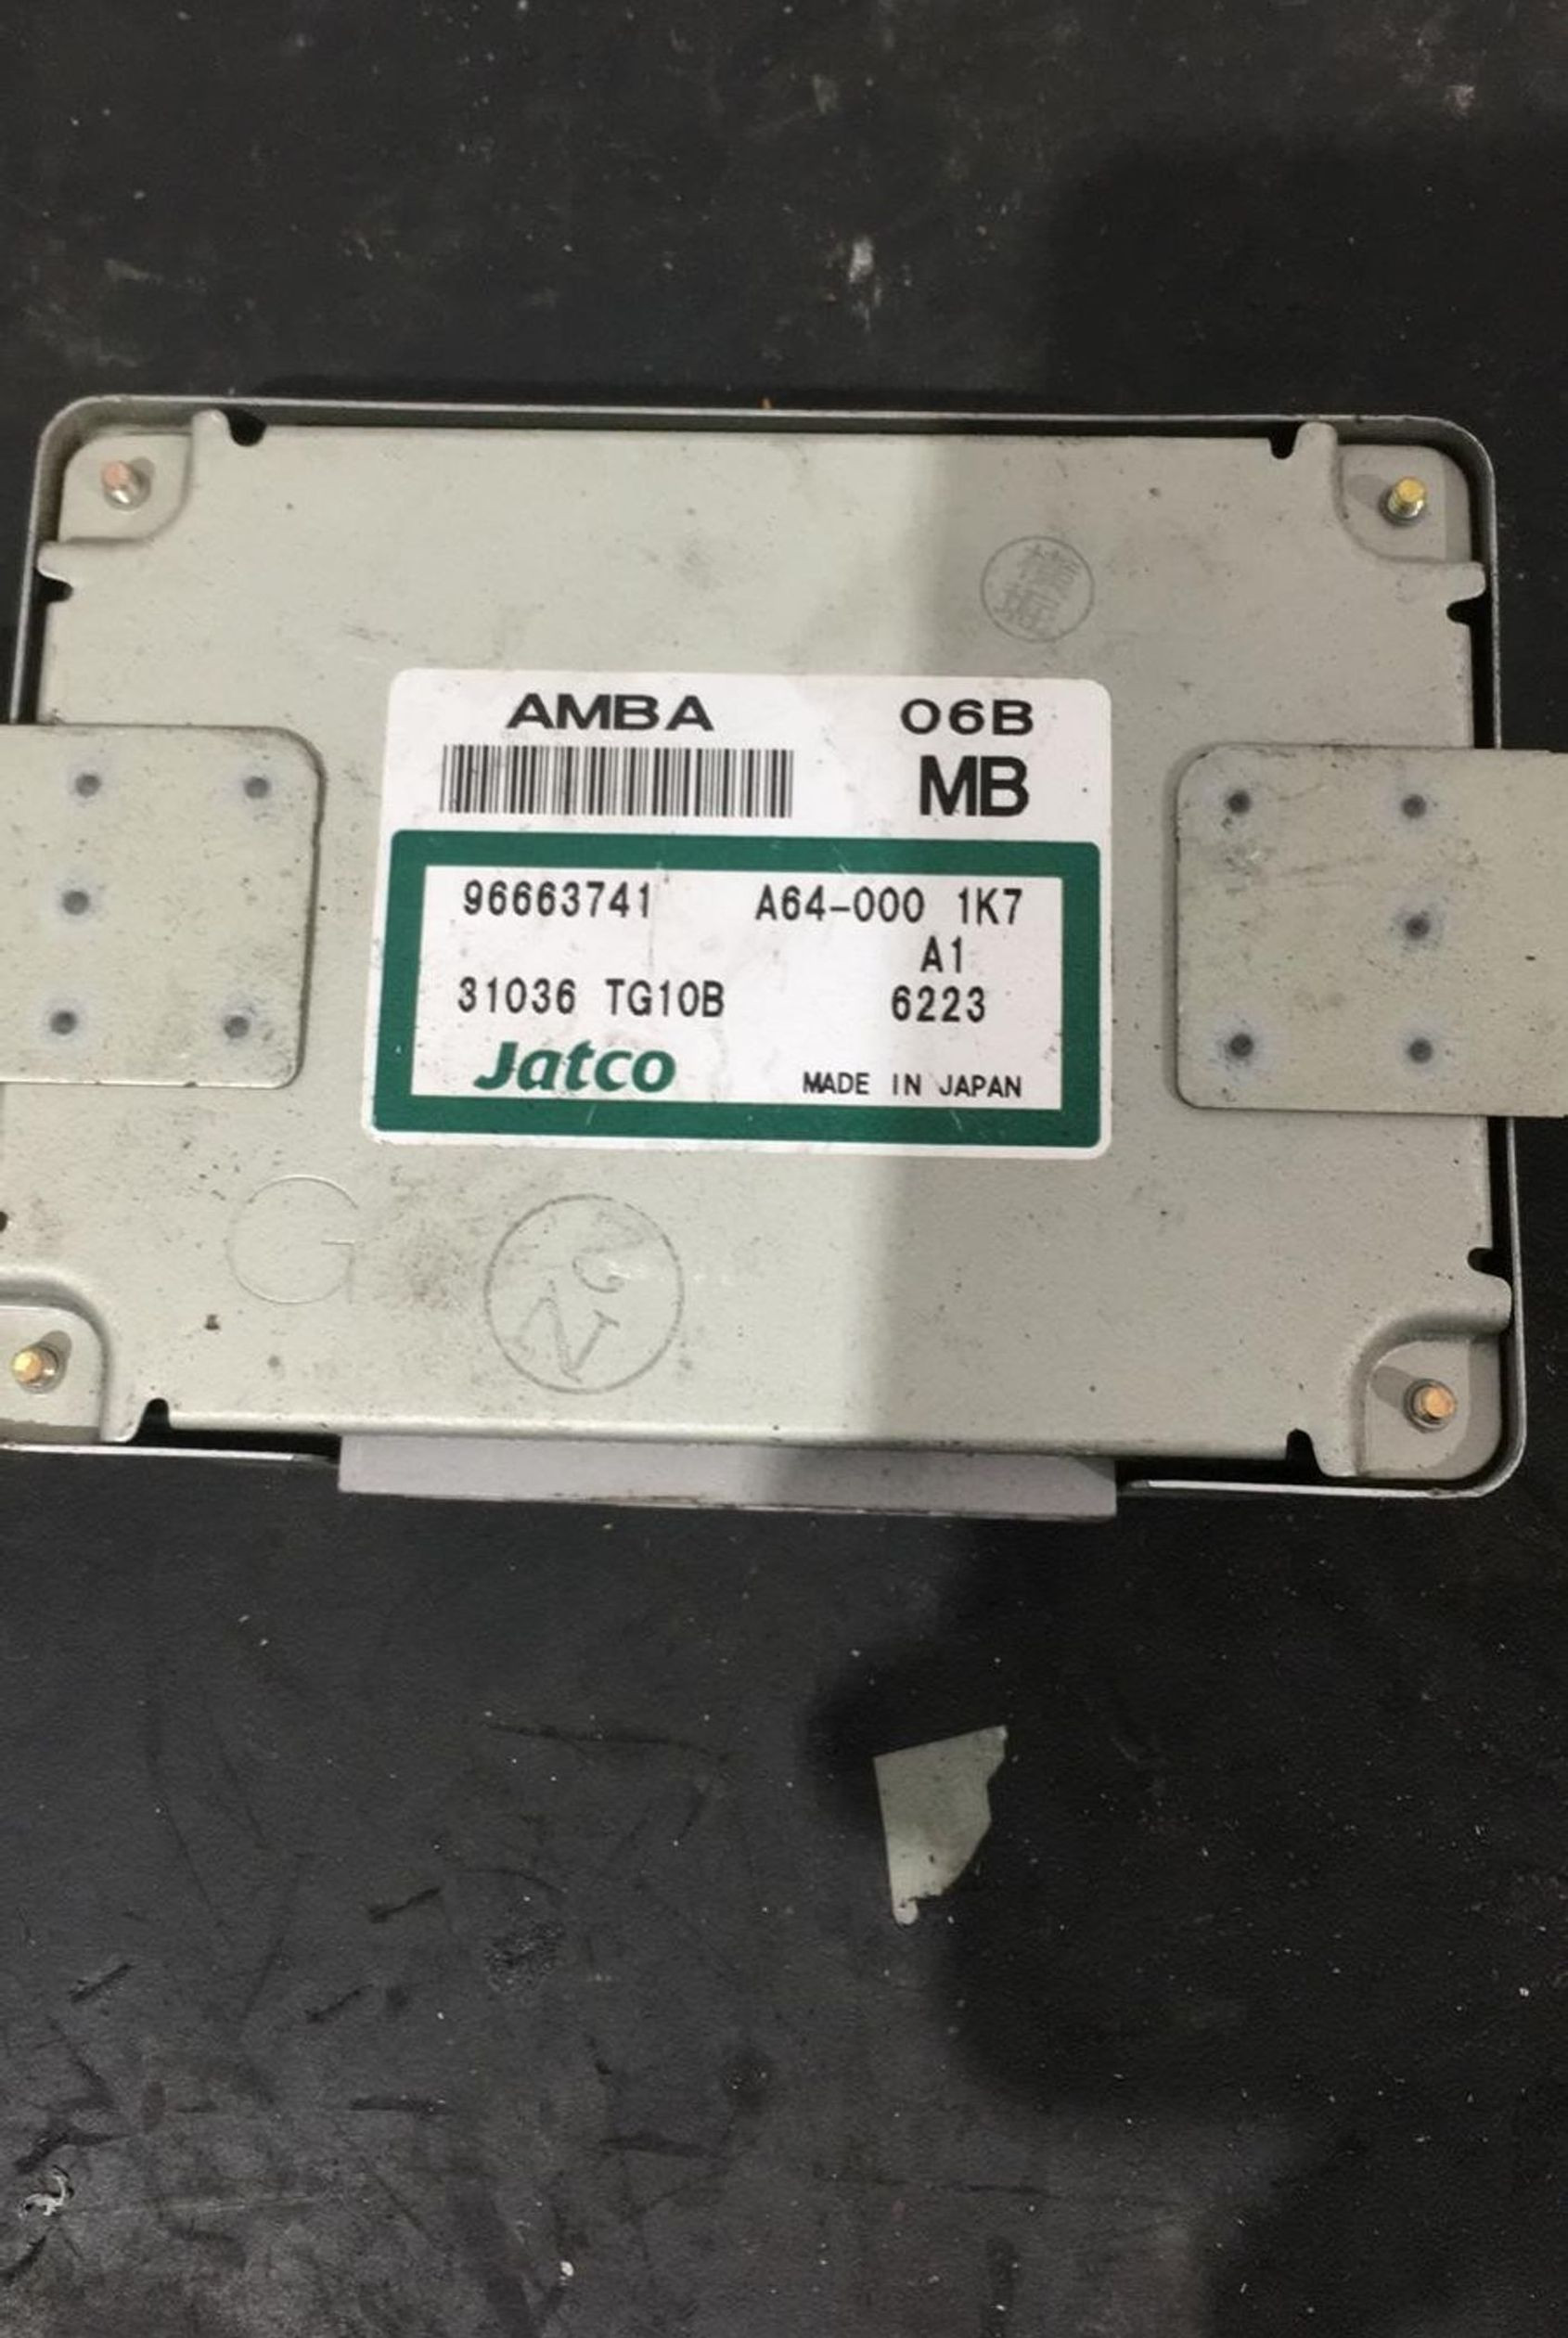 AMBA 06B
MB
96663741 A64-000 1K7
A1
31036 TG10B 6223
Jatco MADE IN JAPAN
G